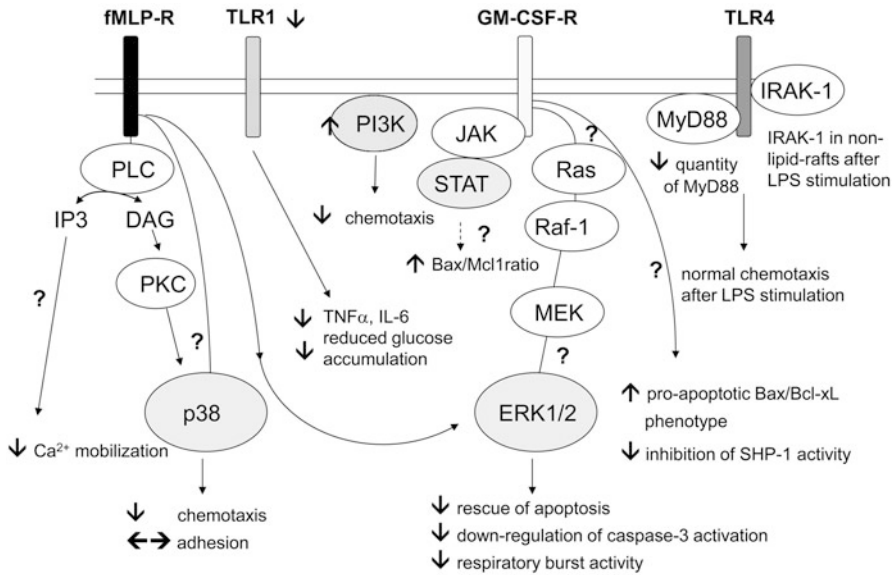 fMLP-R
TLR1 ↓
GM-CSF-R
TLR4
IRAK-1
MyD88
IRAK-1 in non-
lipid-rafts after
LPS stimulation
↓ quantity
of MyD88
normal chemotaxis
after LPS stimulation
↑ PI3K
↓ chemotaxis
JAK
STAT
?
↑ Bax/Mcl1ratio
?
Ras
Raf-1
MEK
?
ERK1/2
?
↑ pro-apoptotic Bax/Bcl-xL
phenotype
↓ inhibition of SHP-1 activity
PLC
IP3
DAG
PKC
?
?
p38
↓ Ca²⁺ mobilization
↓ TNFα, IL-6
reduced glucose
↓ accumulation
↓ chemotaxis
←→ adhesion
↓ rescue of apoptosis
↓ down-regulation of caspase-3 activation
↓ respiratory burst activity